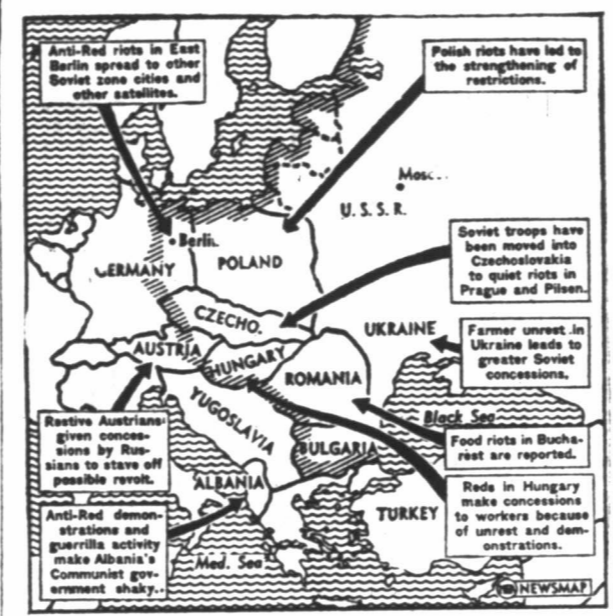 Anti-Red riots in East
Berlin spread to other
Soviet zone cities and
other satellites.
Polish riots have led to
the strengthening of
restrictions.
U. S. S. R.
Berlin
GERMANY
POLAND
Soviet troops have
been moved into
Czechoslovakia
to quiet riots in
Prague and Pilsen.
CZECHO.
UKRAINE
Farmer unrest in
Ukraine leads to
greater Soviet
concessions.
AUSTRIA
HUNGARY
ROMANIA
YUGOSLAVIA
Black Sea
Restive Austrians
given conces-
sions by Rus-
sians to stave off
possible revolt.
Food riots in Bucha-
rest are reported.
BULGARIA
ALBANIA
Anti-Red demon-
strations and
guerrilla activity
make Albania's
Communist gov-
ernment shaky.
TURKEY
Reds in Hungary
make concessions
to workers because
of unrest and dem-
onstrations.
Med. Sea
NEWSMAP